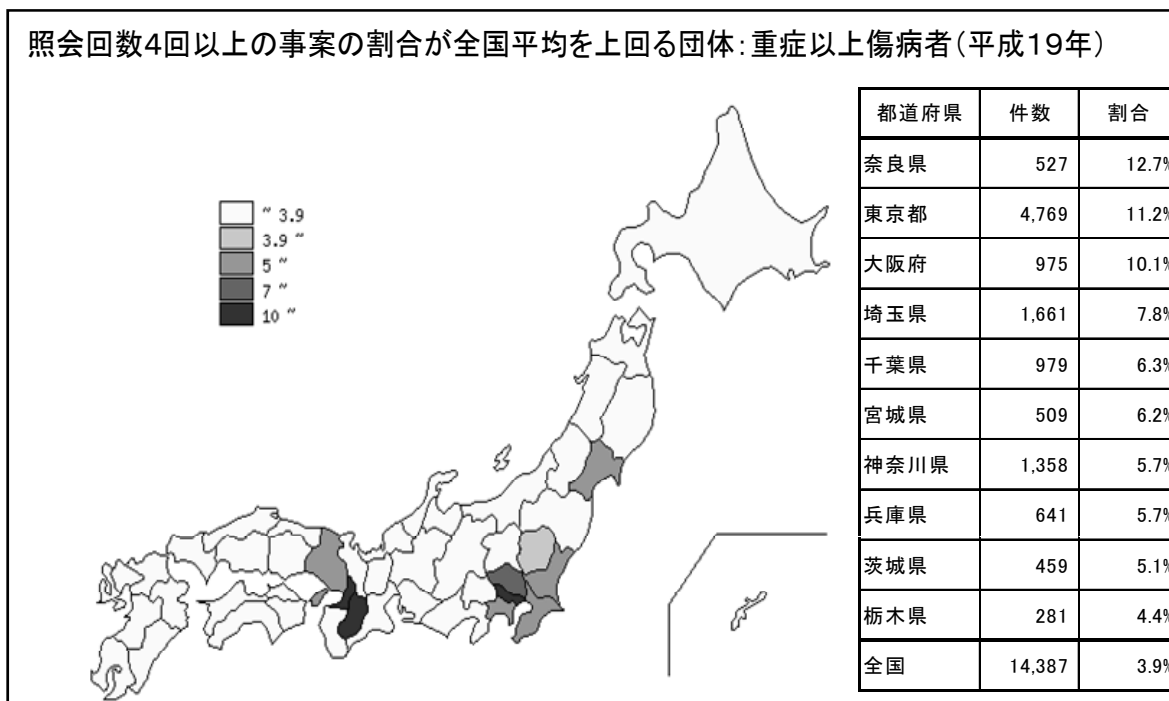 照会回数4回以上の事案の割合が全国平均を上回る団体：重症以上傷病者（平成19年）
~ 3.9
3.9 ~
5 ~
7 ~
10 ~
都道府県 件数 割合
奈良県 527 12.7%
東京都 4,769 11.2%
大阪府 975 10.1%
埼玉県 1,661 7.8%
千葉県 979 6.3%
宮城県 509 6.2%
神奈川県 1,358 5.7%
兵庫県 641 5.7%
茨城県 459 5.1%
栃木県 281 4.4%
全国 14,387 3.9%